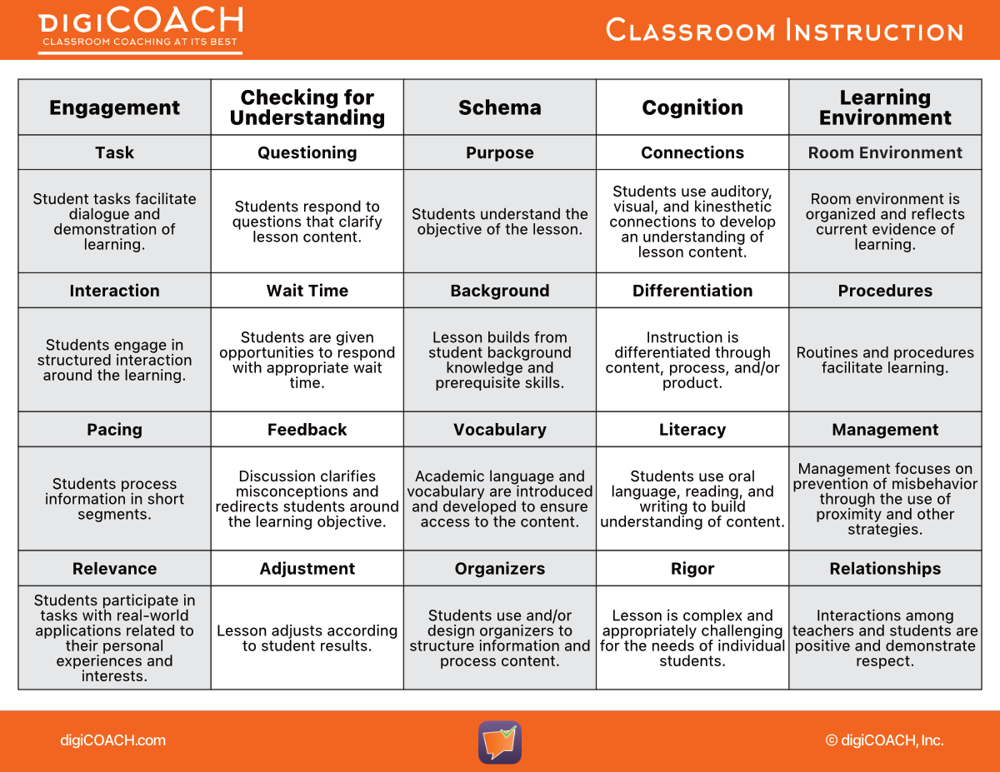 DIGICOACH
CLASSROOM COACHING AT ITS BEST
CLASSROOM INSTRUCTION
Engagement
Checking for
Understanding
Schema
Cognition
Learning
Environment
Task
Questioning
Purpose
Connections
Room Environment
Student tasks facilitate
dialogue and
demonstration of
learning.
Students respond to
questions that clarify
lesson content.
Students understand the
objective of the lesson.
Students use auditory,
visual, and kinesthetic
connections to develop
an understanding of
lesson content.
Room environment is
organized and reflects
current evidence of
learning.
Interaction
Wait Time
Background
Differentiation
Procedures
Students engage in
structured interaction
around the learning.
Students are given
opportunities to respond
with appropriate wait
time.
Lesson builds from
student background
knowledge and
prerequisite skills.
Instruction is
differentiated through
content, process, and/or
product.
Routines and procedures
facilitate learning.
Pacing
Feedback
Vocabulary
Literacy
Management
Students process
information in short
segments.
Discussion clarifies
misconceptions and
redirects students around
the learning objective.
Academic language and
vocabulary are introduced
and developed to ensure
access to the content.
Students use oral
language, reading, and
writing to build
understanding of content.
Management focuses on
prevention of misbehavior
through the use of
proximity and other
strategies.
Relevance
Adjustment
Organizers
Rigor
Relationships
Students participate in
tasks with real-world
applications related to
their personal
experiences and
interests.
Lesson adjusts according
to student results.
Students use and/or
design organizers to
structure information and
process content.
Lesson is complex and
appropriately challenging
for the needs of individual
students.
Interactions among
teachers and students are
positive and demonstrate
respect.
digiCOACH.com
© digiCOACH, Inc.